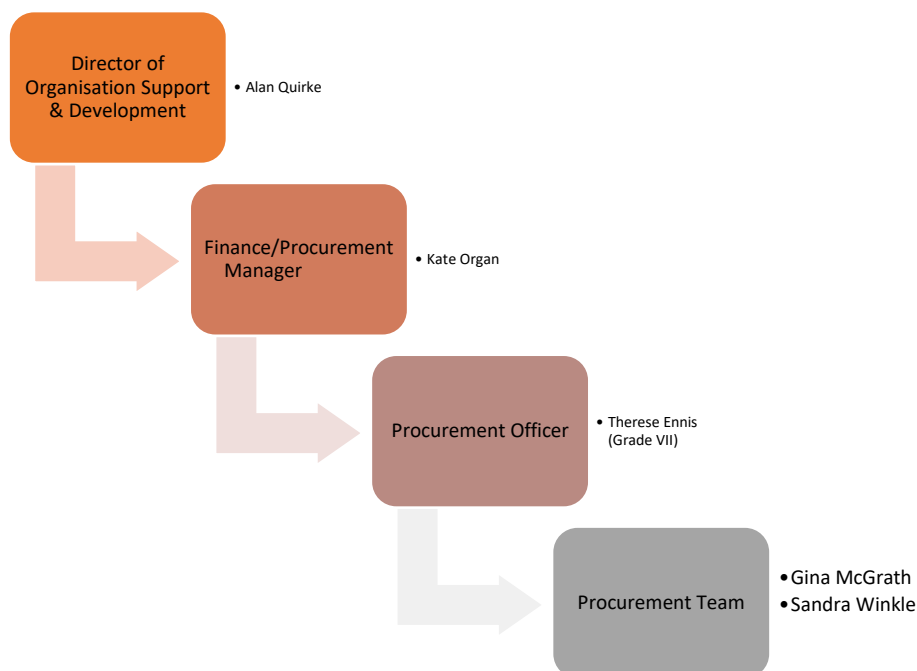 Director of
Organisation Support
& Development
• Alan Quirke
Finance/Procurement
Manager
• Kate Organ
Procurement Officer
• Therese Ennis
(Grade VII)
Procurement Team
• Gina McGrath
• Sandra Winkle